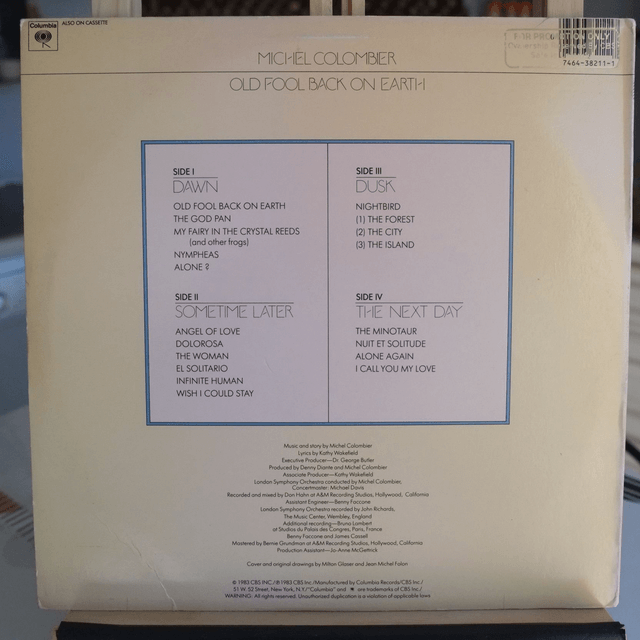 Columbia
ALSO ON CASSETTE
7464-38211-1
MICHEL COLOMBIER
OLD FOOL BACK ON EARTH
SIDE I
DAWN
OLD FOOL BACK ON EARTH
THE GOD PAN
MY FAIRY IN THE CRYSTAL REEDS
(and other frogs)
NYMPHEAS
ALONE ?
SIDE II
SOMETIME LATER
ANGEL OF LOVE
DOLOROSA
THE WOMAN
EL SOLITARIO
INFINITE HUMAN
WISH I COULD STAY
SIDE III
DUSK
NIGHTBIRD
(1) THE FOREST
(2) THE CITY
(3) THE ISLAND
SIDE IV
THE NEXT DAY
THE MINOTAUR
NUIT ET SOLITUDE
ALONE AGAIN
I CALL YOU MY LOVE
Music and story by Michel Colombier
Lyrics by Kathy Wakefield
Executive Producer—Dr. George Butler
Produced by Denny Diante and Michel Colombier
Associate Producer—Kathy Wakefield
London Symphony Orchestra conducted by Michel Colombier,
Concertmaster: Michael Davis
Recorded and mixed by Don Hahn at A&M Recording Studios, Hollywood, California
Assistant Engineer—Benny Faccone
London Symphony Orchestra recorded by John Richards,
The Music Center, Wembley, England
Additional recording—Bruno Lambert
at Studios du Palais des Congres, Paris, France
Benny Faccone and James Cassell
Mastered by Bernie Grundman at A&M Recording Studios, Hollywood, California
Production Assistant—Jo-Anne McGettrick
Cover and original drawings by Milton Glaser and Jean Michel Folon
© 1983 CBS INC./℗ 1983 CBS Inc./Manufactured by Columbia Records/CBS Inc./
51 W. 52 Street, New York, N.Y./"Columbia" and are trademarks of CBS Inc./
WARNING: All rights reserved. Unauthorized duplication is a violation of applicable laws